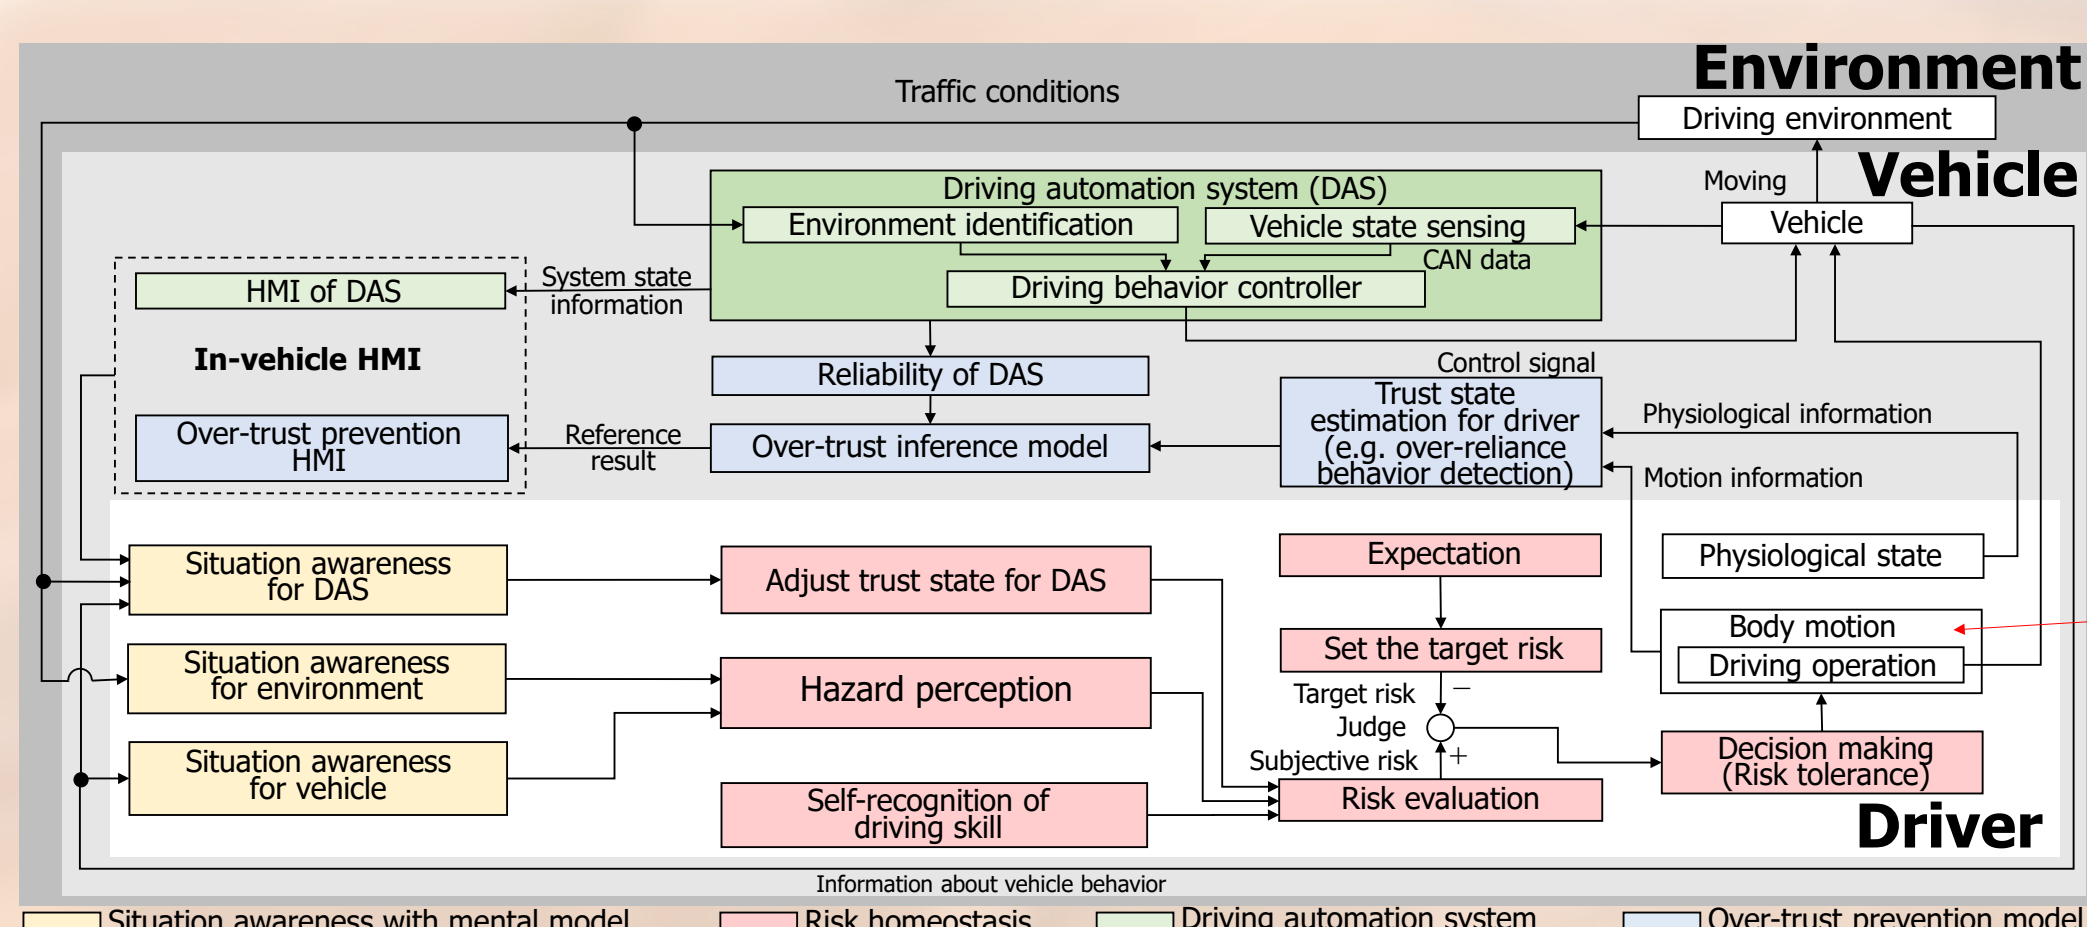 Environment
Traffic conditions
Driving environment
Vehicle
Moving
Driving automation system (DAS)
Environment identification
Vehicle state sensing
Vehicle
CAN data
HMI of DAS
System state
information
Driving behavior controller
In-vehicle HMI
Reliability of DAS
Control signal
Trust state
estimation for driver
(e.g. over-reliance
behavior detection)
Physiological information
Over-trust prevention
HMI
Reference
result
Over-trust inference model
Motion information
Situation awareness
for DAS
Adjust trust state for DAS
Expectation
Physiological state
Body motion
Driving operation
Situation awareness
for environment
Hazard perception
Set the target risk
Target risk
−
Judge
Subjective risk
+
Situation awareness
for vehicle
Self-recognition of
driving skill
Risk evaluation
Decision making
(Risk tolerance)
Driver
Information about vehicle behavior
Situation awareness with mental model
Risk homeostasis
Driving automation system
Over-trust prevention model